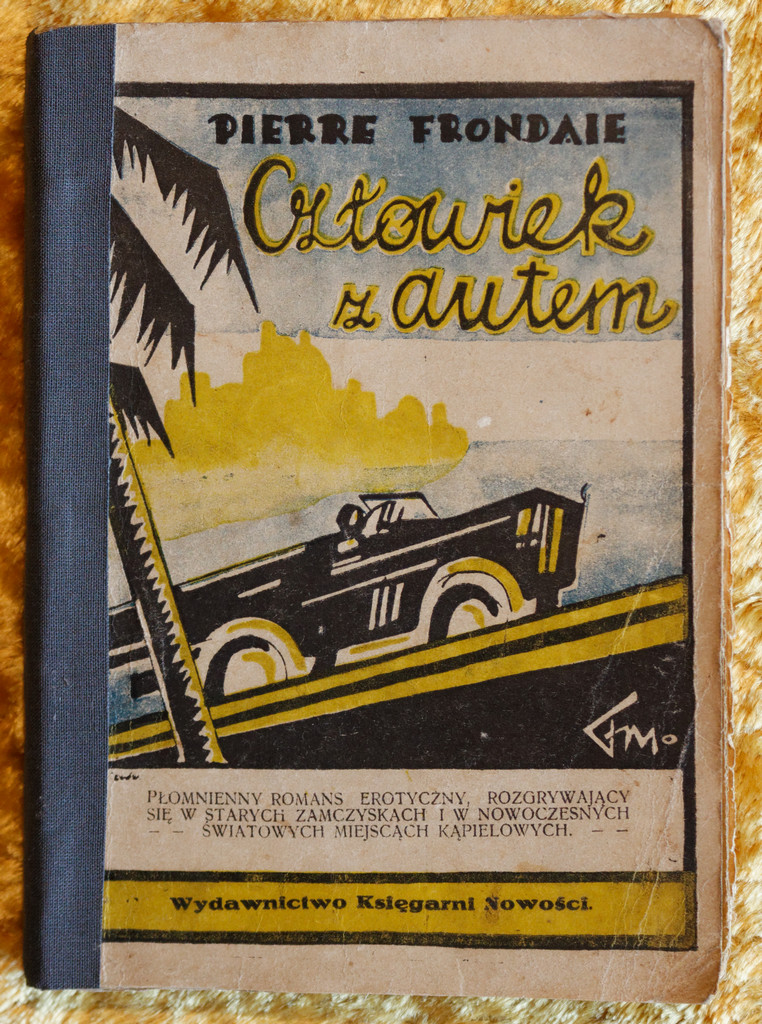 PIERRE FRONDAIE
Człowiek
z autem
PŁOMNIENNY ROMANS EROTYCZNY, ROZGRYWAJĄCY
SIĘ W STARYCH ZAMCZYSKACH I W NOWOCZESNYCH
– – ŚWIATOWYCH MIEJSCACH KĄPIELOWYCH. – –
Wydawnictwo Księgarni Nowości.